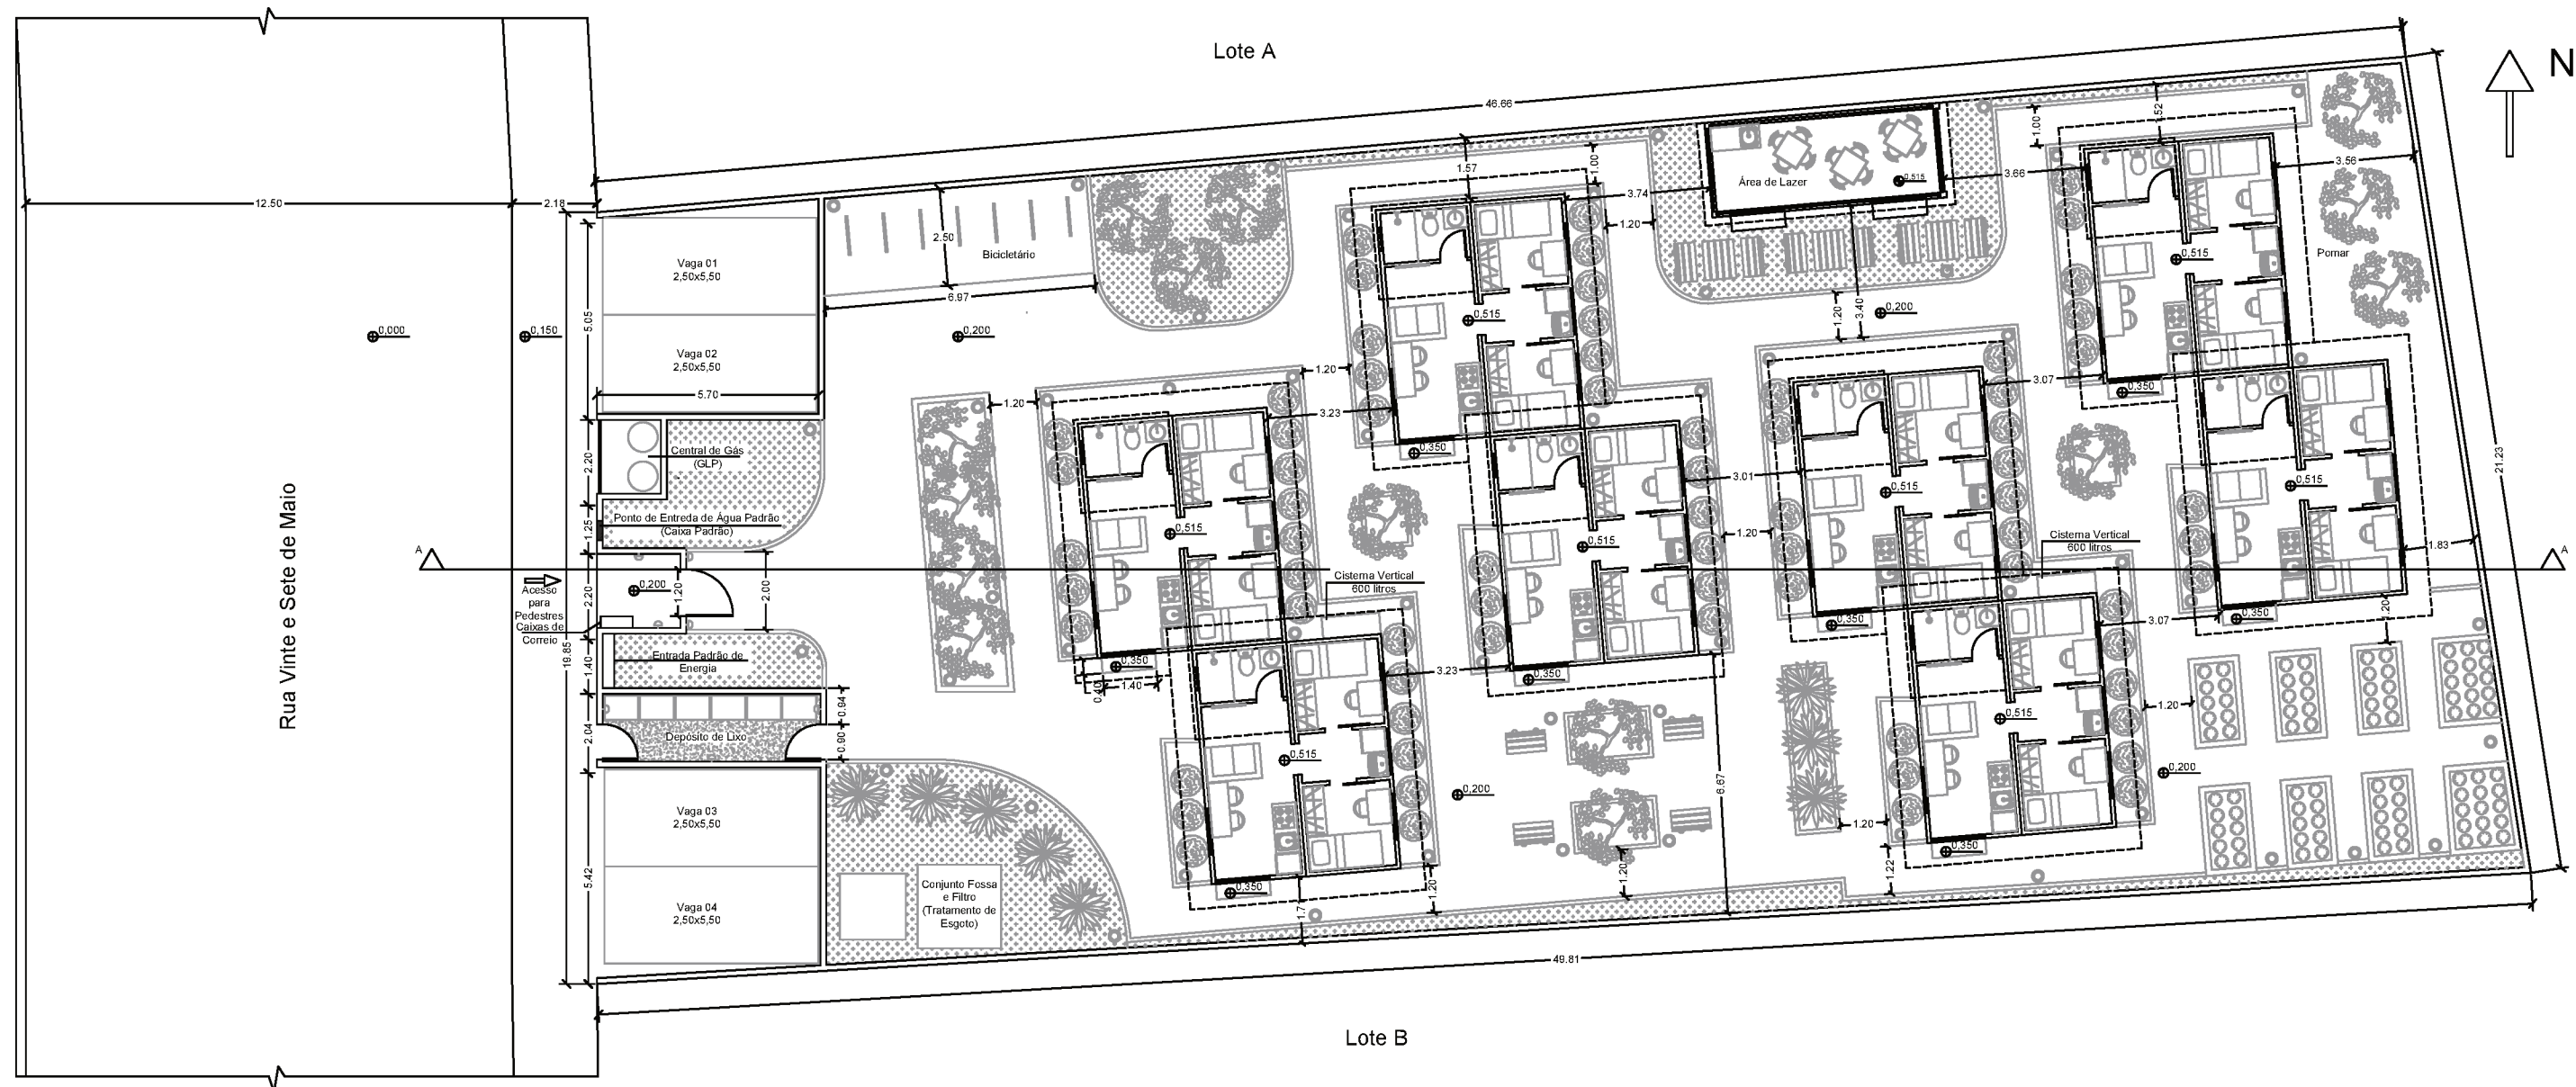 Lote A
N
46.66
12.50
2.18
1.57
1.00
3.74
1.20
1.00
1.52
3.66
3.56
Área de Lazer
0,515
Vaga 01
2,50x5,50
2.50
Bicicletário
6.97
5.05
Vaga 02
2,50x5,50
5.70
0,000
0,150
0,200
0,515
1.20
3.40
0,200
0,515
Pomar
1.20
1.20
3.23
0,350
3.07
0,350
2.20
Central de Gás
(GLP)
1.25
Ponto de Entreda de Água Padrão
(Caixa Padrão)
0,515
0,515
3.01
1.20
0,515
0,515
21.23
1.83
Cisterna Vertical
600 litros
Cisterna Vertical
600 litros
A
A
Rua Vinte e Sete de Maio
Acesso
para
Pedestres
Caixas de
Correio
0,200
1.20
2.00
2.20
19.85
1.40
Entrada Padrão de
Energia
0,350
0.40
1.40
3.23
0,350
0,350
3.07
0,350
1.20
0.94
0.90
2.04
Depósito de Lixo
0,515
0,200
6.67
0,515
1.20
0,200
1.20
Vaga 03
2,50x5,50
5.42
Vaga 04
2,50x5,50
Conjunto Fossa
e Filtro
(Tratamento de
Esgoto)
0,350
1.20
1.20
0,350
1.22
49.81
Lote B